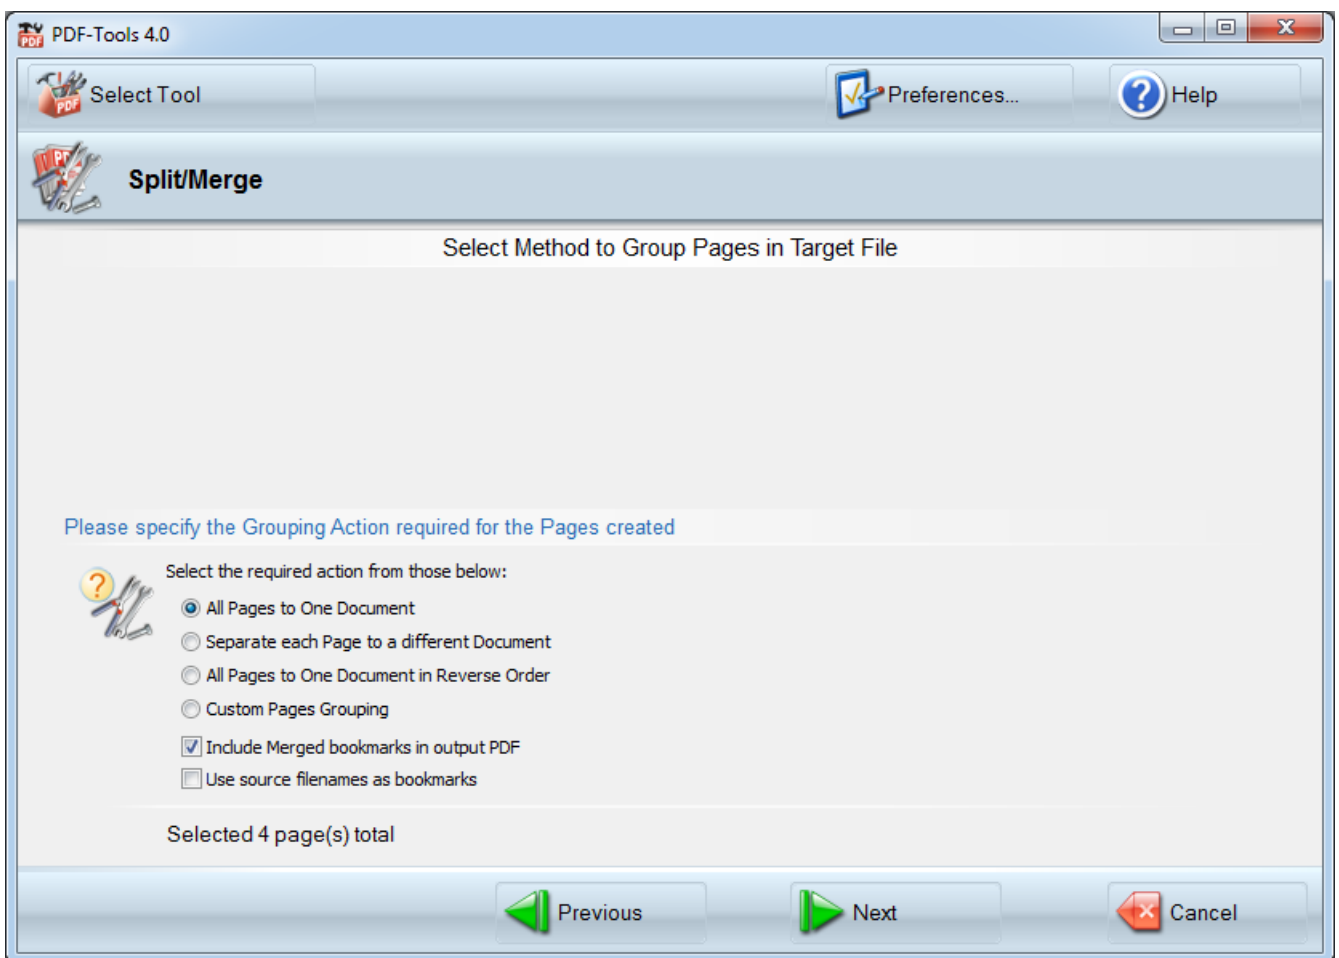 PDF-Tools 4.0
Select Tool
Preferences...
Help
Split/Merge
Select Method to Group Pages in Target File
Please specify the Grouping Action required for the Pages created
Select the required action from those below:
All Pages to One Document
Separate each Page to a different Document
All Pages to One Document in Reverse Order
Custom Pages Grouping
Include Merged bookmarks in output PDF
Use source filenames as bookmarks
Selected 4 page(s) total
Previous
Next
Cancel